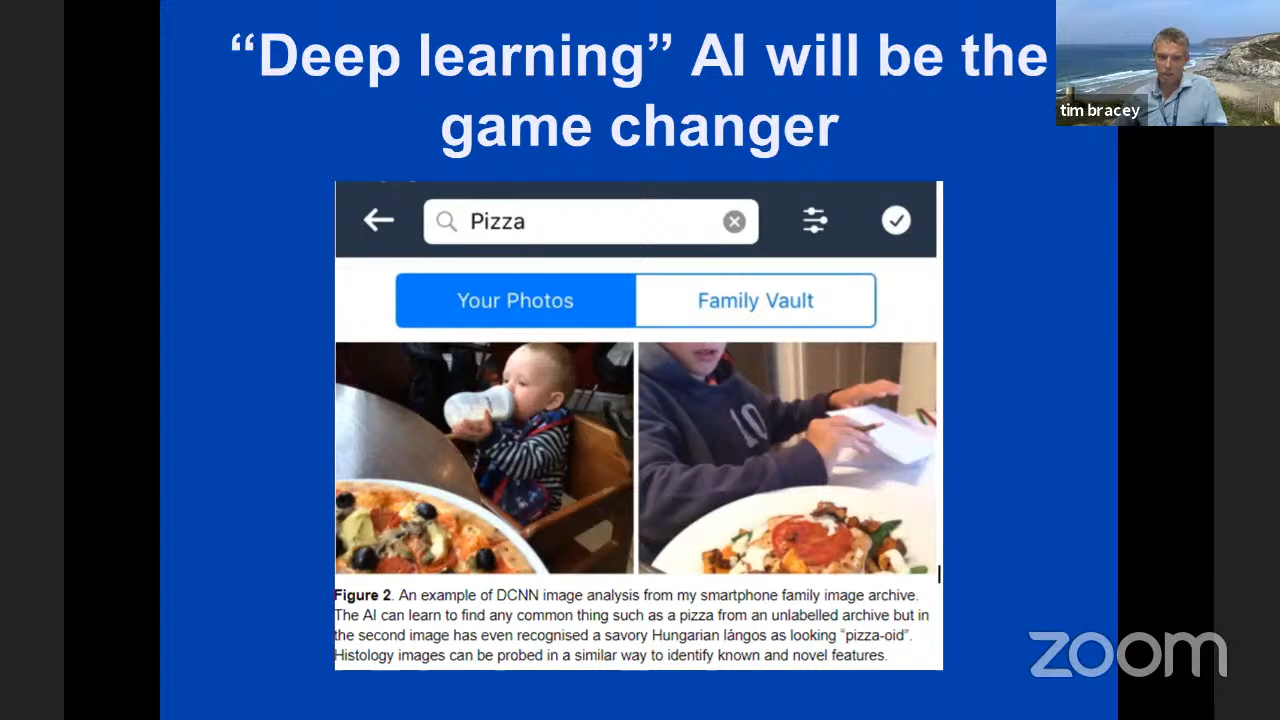 “Deep learning” AI will be the
game changer
tim bracey
Pizza
Your Photos
Family Vault
10
Figure 2. An example of DCNN image analysis from my smartphone family image archive.
The AI can learn to find any common thing such as a pizza from an unlabelled archive but in
the second image has even recognised a savory Hungarian lángos as looking “pizza-oid”.
Histology images can be probed in a similar way to identify known and novel features.
zoom